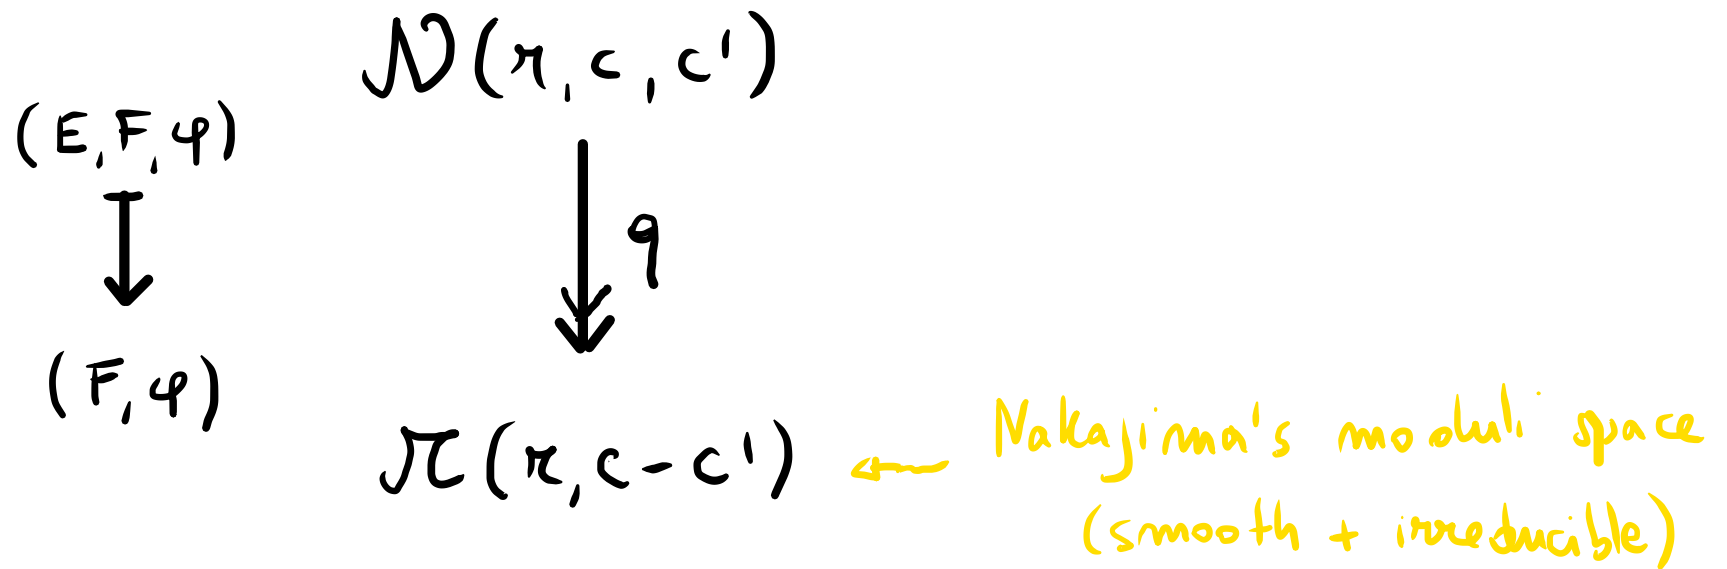 𝒩(r, c, c')
(E, F, φ)
q
(F, φ)
ℳ(r, c - c') ← Nakajima's moduli space
(smooth + irreducible)